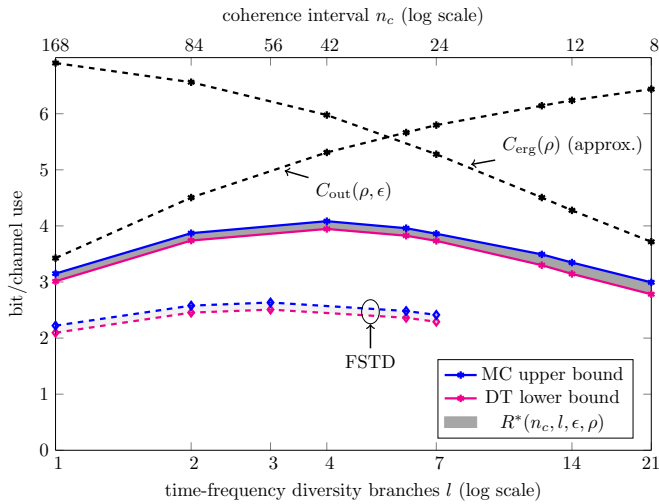 coherence interval n_c (log scale)
168 84 56 42 24 12 8
6
5
4
3
2
1
0
bit/channel use
C_erg(ρ) (approx.)
C_out(ρ, ϵ)
FSTD
MC upper bound
DT lower bound
R*(n_c, l, ϵ, ρ)
1 2 3 4 7 14 21
time-frequency diversity branches l (log scale)